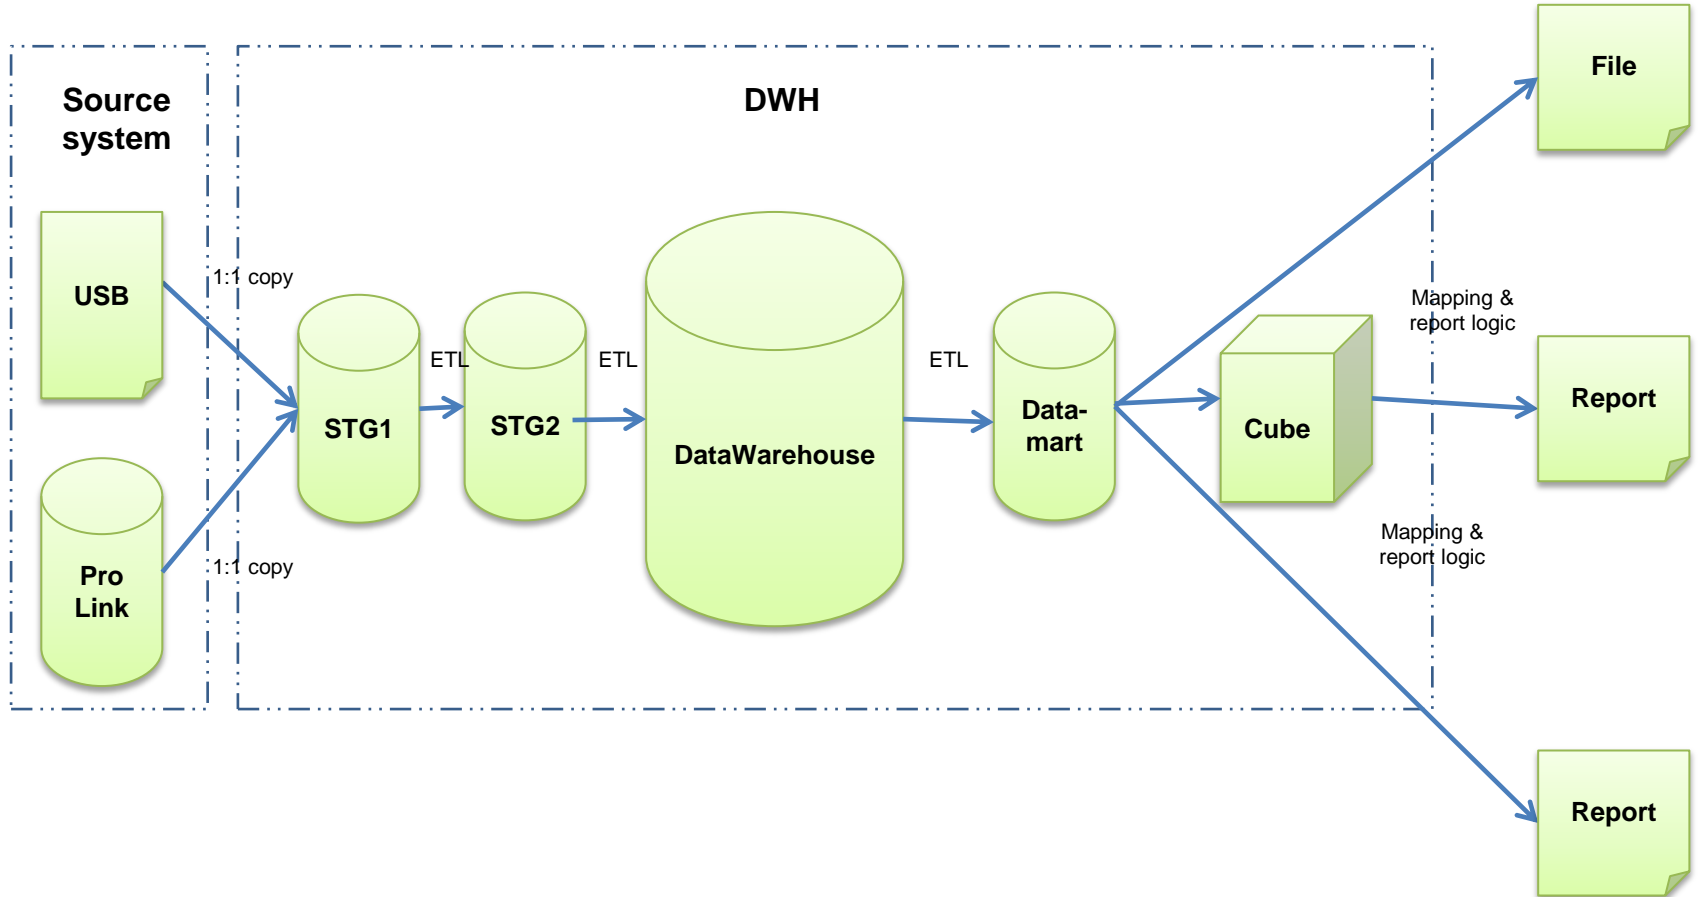 Source
system
DWH
File
USB
1:1 copy
Mapping &
report logic
ETL
ETL
ETL
STG1
STG2
DataWarehouse
Data-
mart
Cube
Report
Pro
Link
1:1 copy
Mapping &
report logic
Report